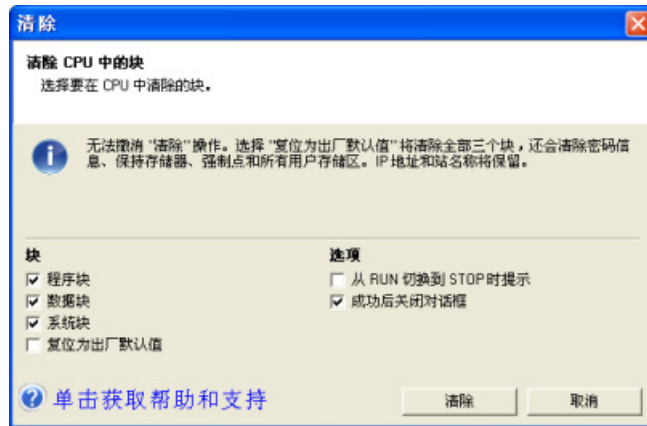 清除
清除 CPU 中的块
选择要在 CPU 中清除的块。
无法撤消 "清除"操作。选择 "复位为出厂默认值"将清除全部三个块，还会清除密码信
息、保持存储器、强制点和所有用户存储区。IP 地址和站名称将保留。
块
选项
程序块
从 RUN 切换到 STOP 时提示
数据块
成功后关闭对话框
系统块
复位为出厂默认值
单击获取帮助和支持
清除
取消